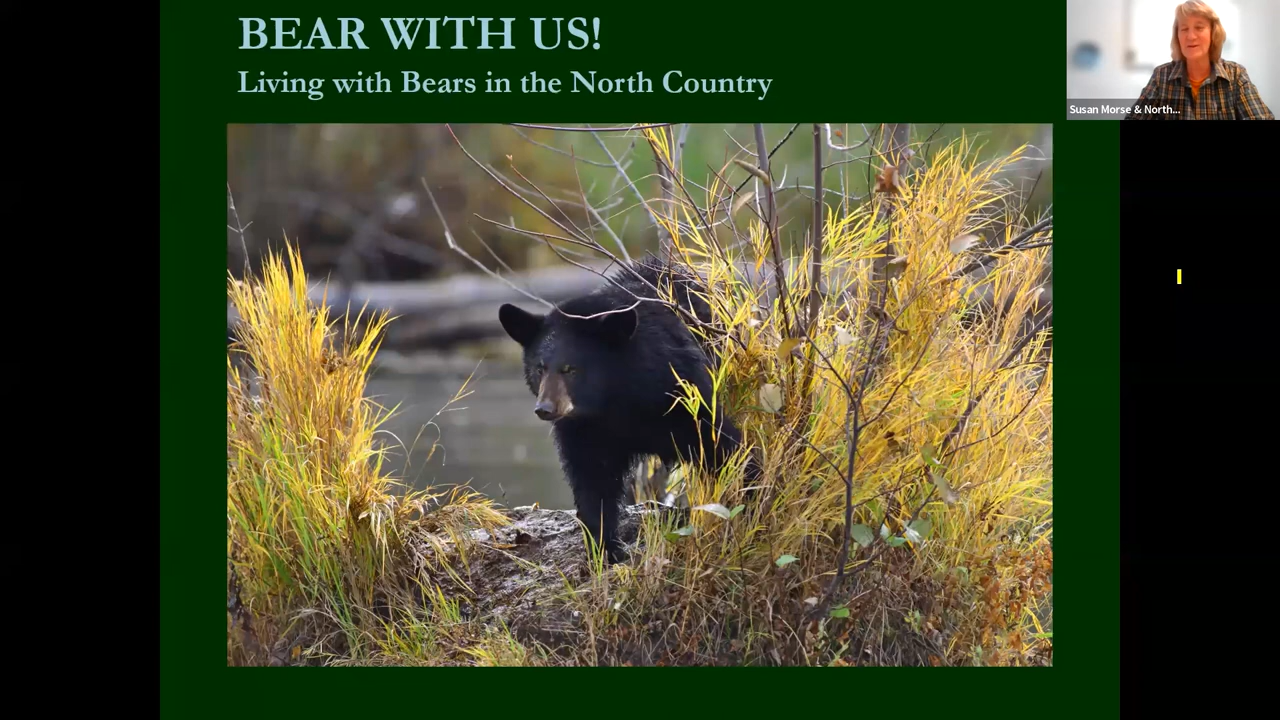 BEAR WITH US!
Living with Bears in the North Country
Susan Morse & North...